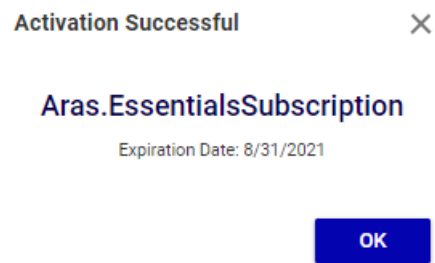 Activation Successful
Aras.EssentialsSubscription
Expiration Date: 8/31/2021
OK